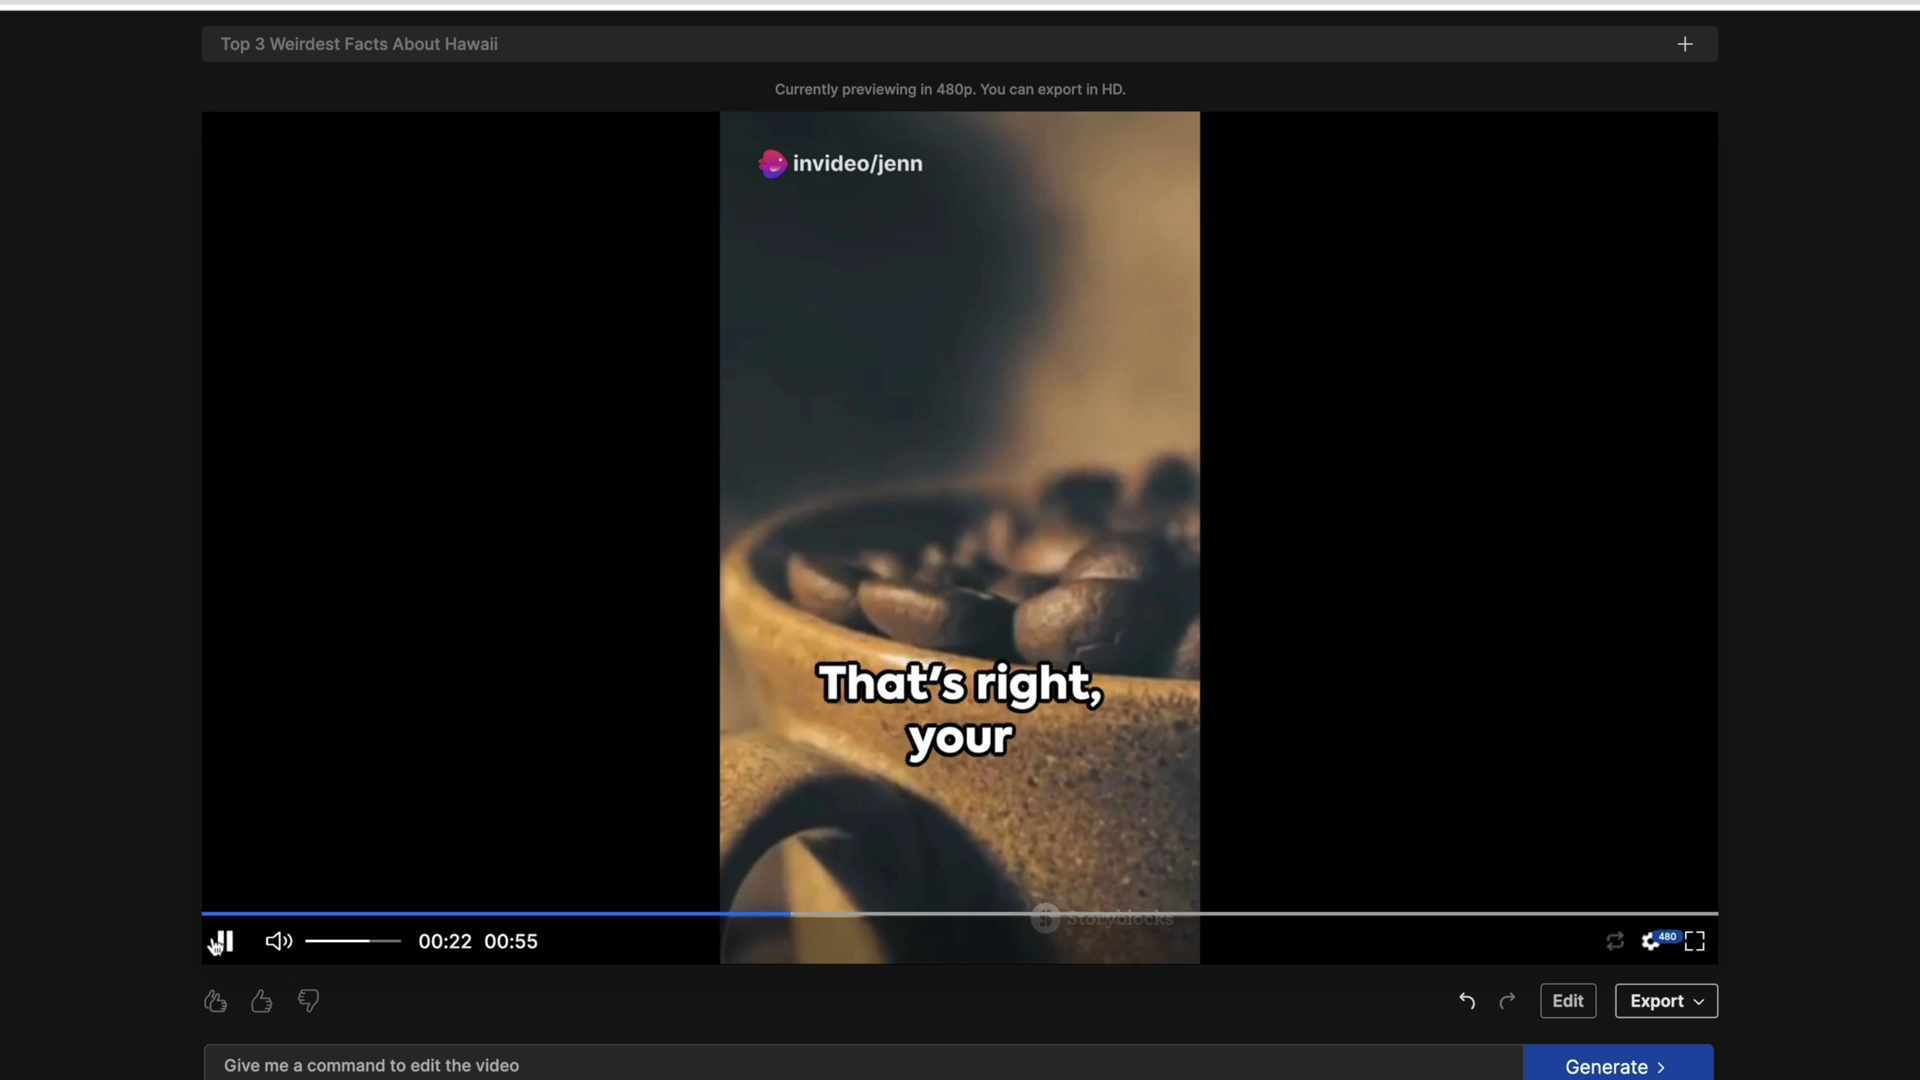 Top 3 Weirdest Facts About Hawaii
Currently previewing in 480p. You can export in HD.
invideo/jenn
That's right,
your
Storyblocks
00:22 00:55
480
Edit
Export
Give me a command to edit the video
Generate